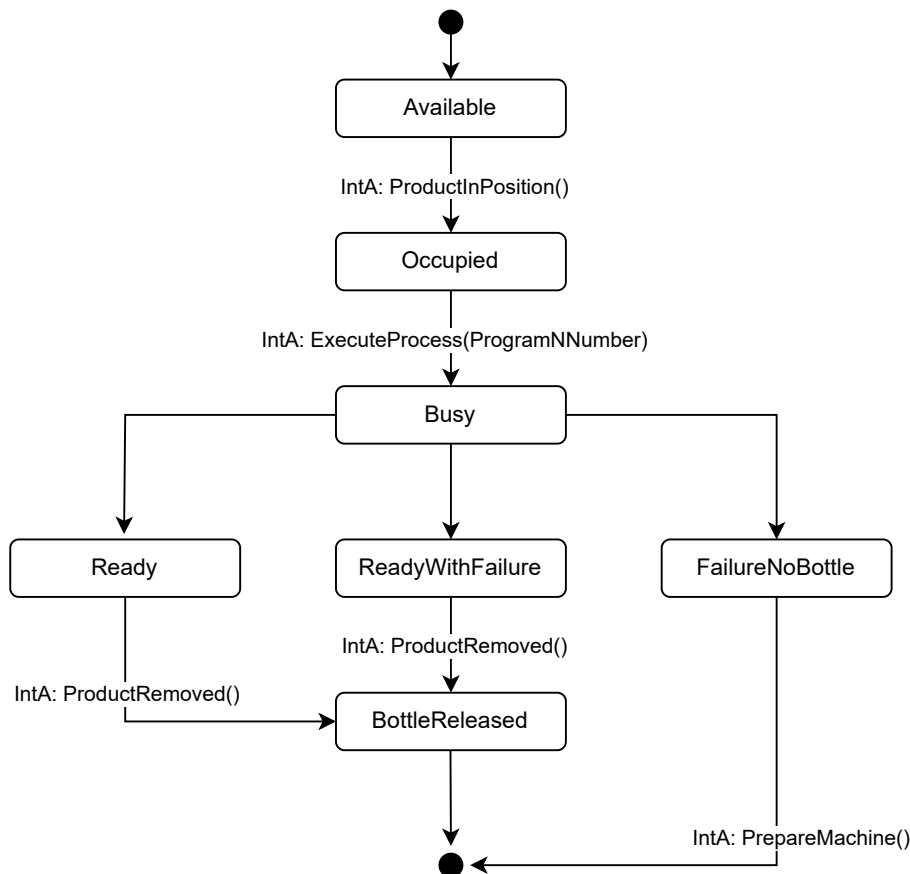 Available
IntA: ProductInPosition()
Occupied
IntA: ExecuteProcess(ProgramNNumber)
Busy
Ready
ReadyWithFailure
FailureNoBottle
IntA: ProductRemoved()
IntA: ProductRemoved()
BottleReleased
IntA: PrepareMachine()